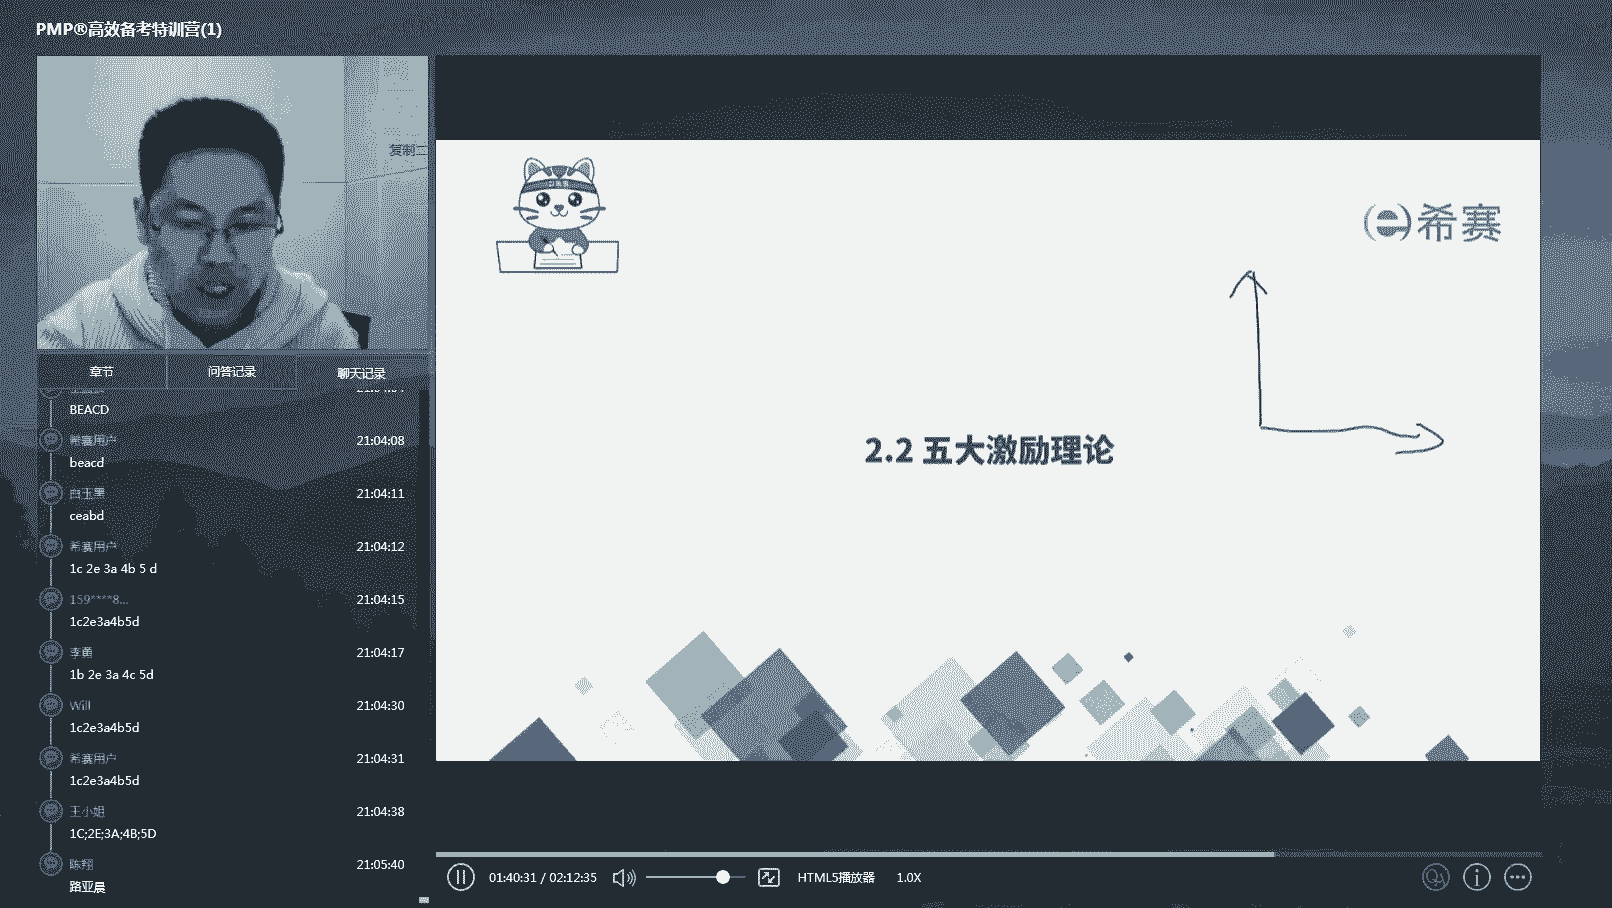 PMP®高效备考特训营(1)
复制二
章节
问答记录
聊天记录
BEACD
希赛用户
21:04:08
beacd
白玉黑
21:04:11
ceabd
希赛用户
21:04:12
1c 2e 3a 4b 5 d
159****8...
21:04:15
1c2e3a4b5d
李勇
21:04:17
1b 2e 3a 4c 5d
Will
21:04:30
1c2e3a4b5d
希赛用户
21:04:31
1c2e3a4b5d
王小姐
21:04:38
1C;2E;3A;4B;5D
陈翔
21:05:40
路亚晨
希赛
2.2 五大激励理论
01:40:31 / 02:12:35
HTML5播放器
1.0X